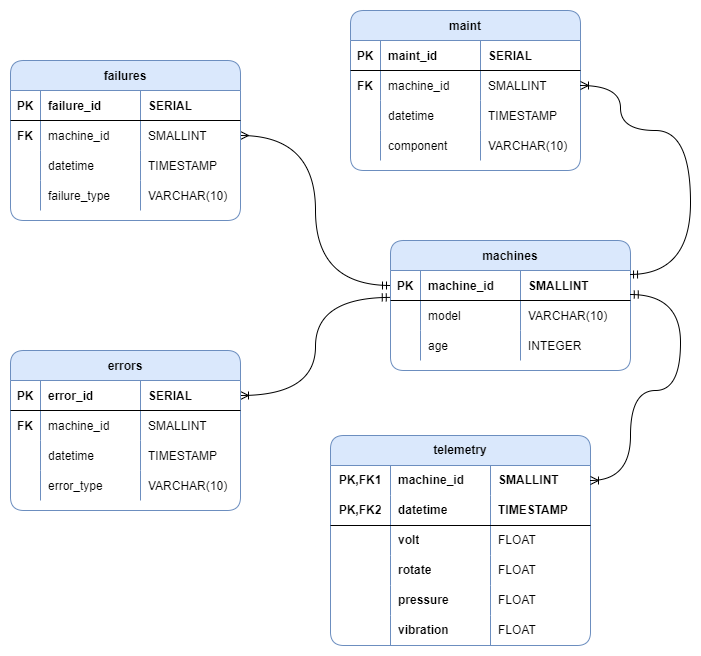 maint
PK maint_id SERIAL
FK machine_id SMALLINT
datetime TIMESTAMP
component VARCHAR(10)
failures
PK failure_id SERIAL
FK machine_id SMALLINT
datetime TIMESTAMP
failure_type VARCHAR(10)
machines
PK machine_id SMALLINT
model VARCHAR(10)
age INTEGER
errors
PK error_id SERIAL
FK machine_id SMALLINT
datetime TIMESTAMP
error_type VARCHAR(10)
telemetry
PK,FK1 machine_id SMALLINT
PK,FK2 datetime TIMESTAMP
volt FLOAT
rotate FLOAT
pressure FLOAT
vibration FLOAT